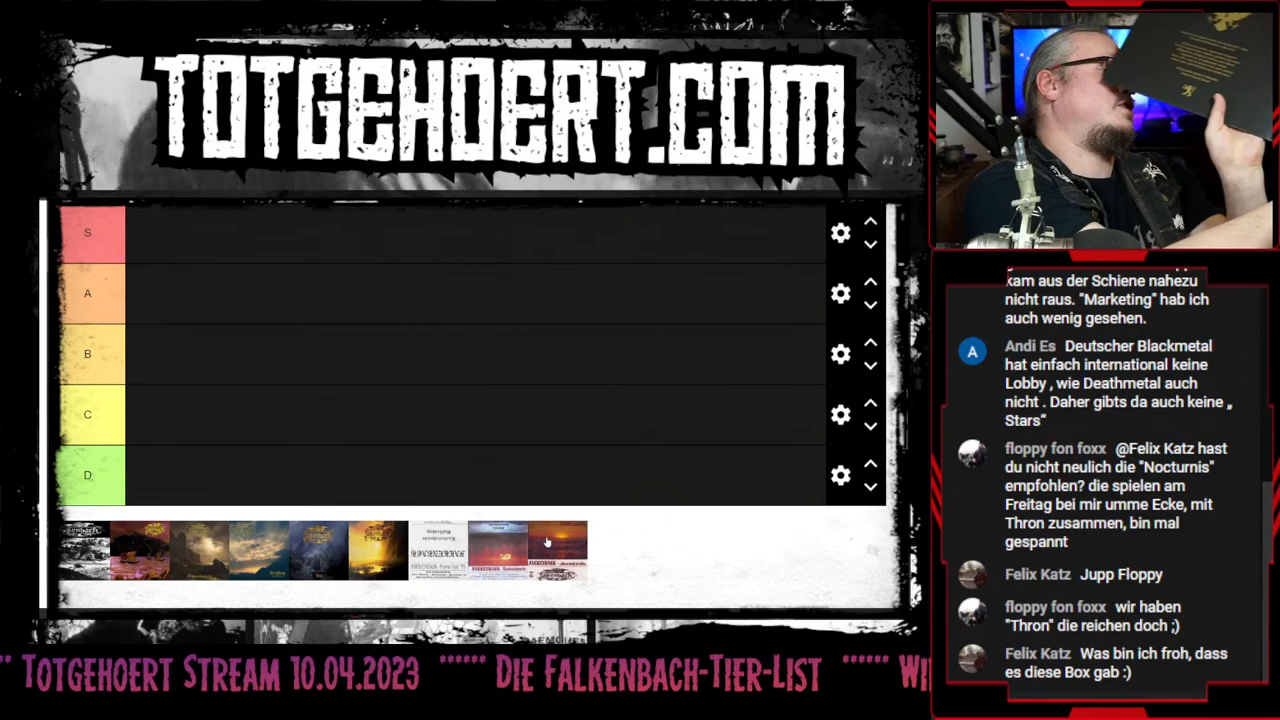 TOTGEHOERT.COM
S
A
B
C
D
kam aus der Schiene nahezu
nicht raus. "Marketing" hab ich
auch wenig gesehen.
A
Andi Es Deutscher Blackmetal
hat einfach international keine
Lobby , wie Deathmetal auch
nicht . Daher gibts da auch keine „
Stars“
floppy fon foxx @Felix Katz hast
du nicht neulich die "Nocturnis"
empfohlen? die spielen am
Freitag bei mir umme Ecke, mit
Thron zusammen, bin mal
gespannt
Felix Katz Jupp Floppy
floppy fon foxx wir haben
"Thron" die reichen doch ;)
Felix Katz Was bin ich froh, dass
es diese Box gab :)
** Totgehoert Stream 10.04.2023 ****** Die Falkenbach-Tier-List ******